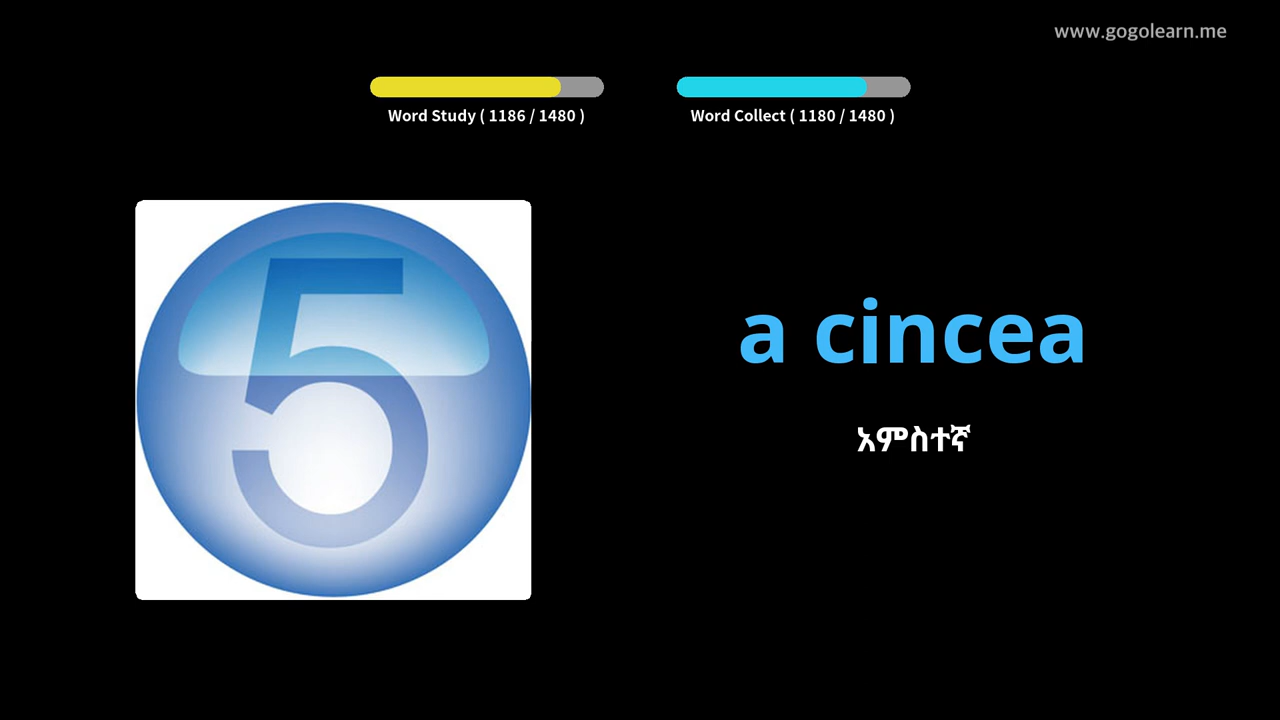 www.gogolearn.me
Word Study ( 1186 / 1480 )
Word Collect ( 1180 / 1480 )
5
a cincea
አምስተኛ